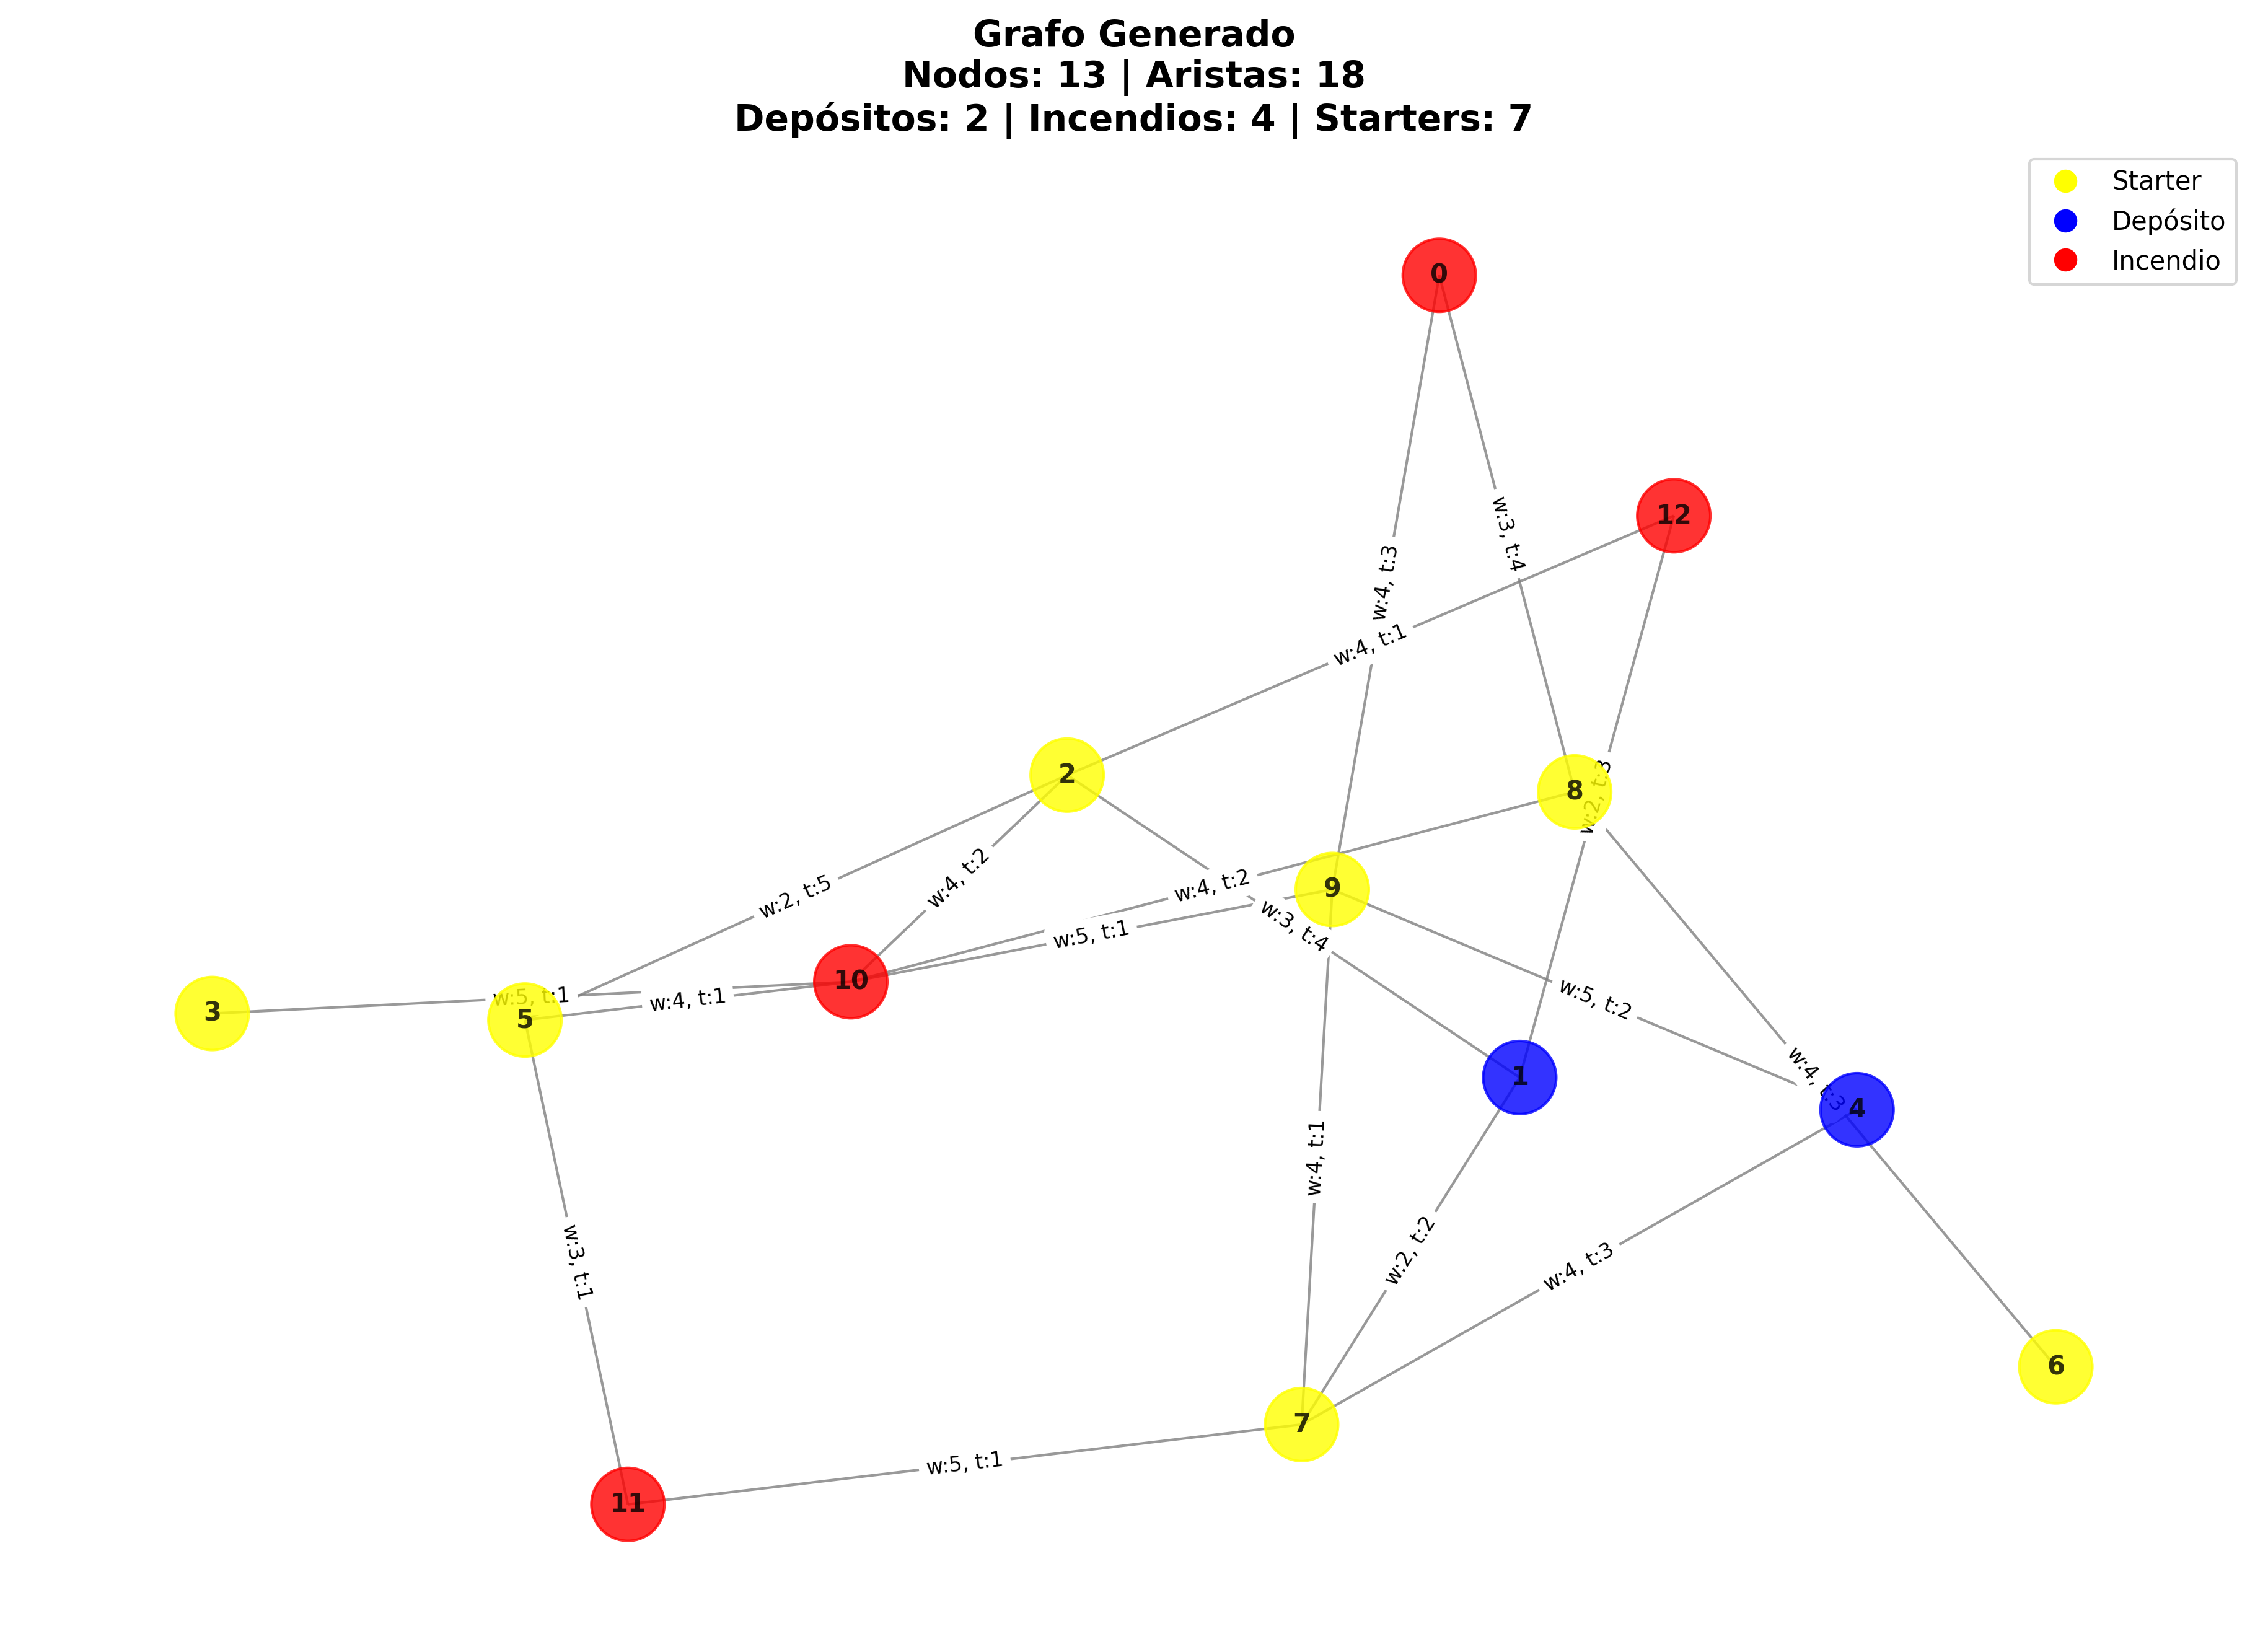 Grafo Generado
Nodos: 13 | Aristas: 18
Depósitos: 2 | Incendios: 4 | Starters: 7
Starter
Depósito
Incendio
0
12
w:3, t:4
w:4, t:3
w:4, t:1
2
8
w:2, t:3
w:4, t:2
w:2, t:5
w:4, t:2
9
w:3, t:4
w:5, t:1
10
w:5, t:1
w:4, t:1
w:5, t:2
3
5
1
w:4, t:3
4
w:4, t:1
w:3, t:1
w:2, t:2
w:4, t:3
6
7
w:5, t:1
11